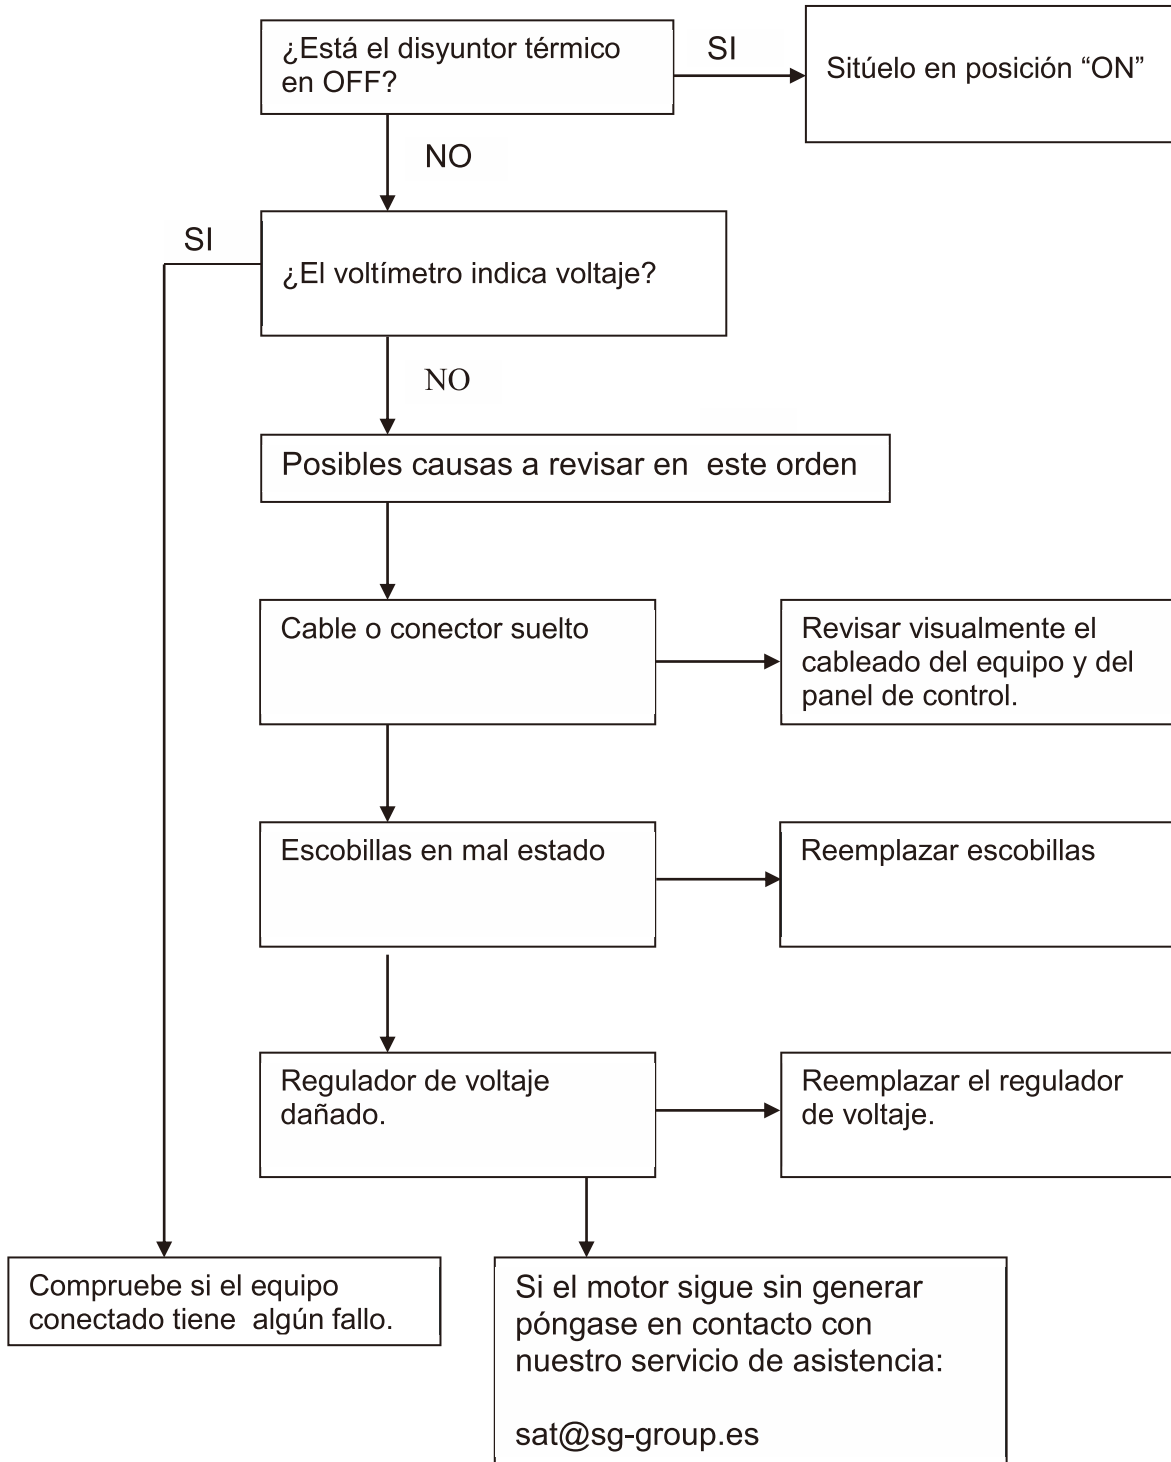 ¿Está el disyuntor térmico
en OFF?
SI
Sitúelo en posición “ON”
NO
SI
¿El voltímetro indica voltaje?
NO
Posibles causas a revisar en este orden
Cable o conector suelto
Revisar visualmente el
cableado del equipo y del
panel de control.
Escobillas en mal estado
Reemplazar escobillas
Regulador de voltaje
dañado.
Reemplazar el regulador
de voltaje.
Compruebe si el equipo
conectado tiene algún fallo.
Si el motor sigue sin generar
póngase en contacto con
nuestro servicio de asistencia:
sat@sg-group.es